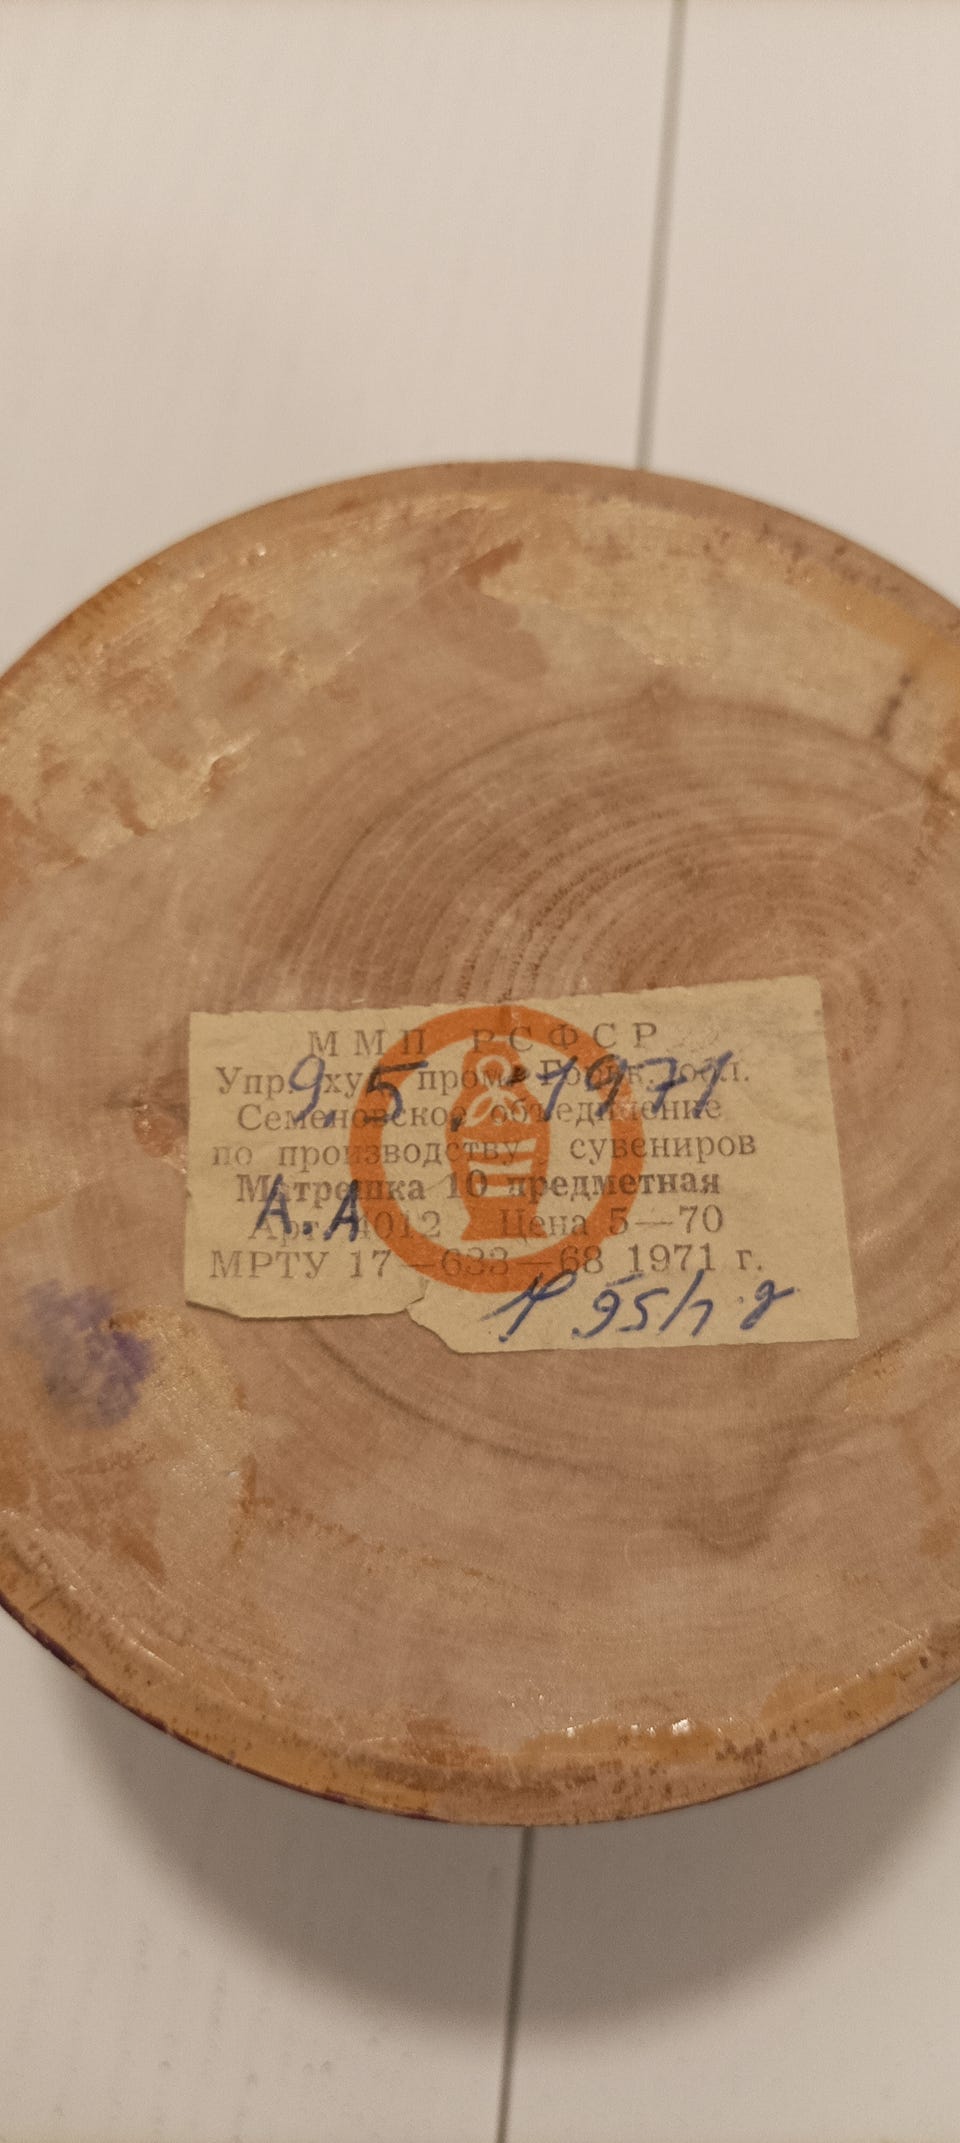 ММП РСФСР
Упр. худ. пром. Горьк. обл.
9.5.1971
Семеновское объединение
по производству сувениров
Матрешка 10 предметная
А.А
Арт. 4012 Цена 5—70
МРТУ 17—633—68 1971 г.